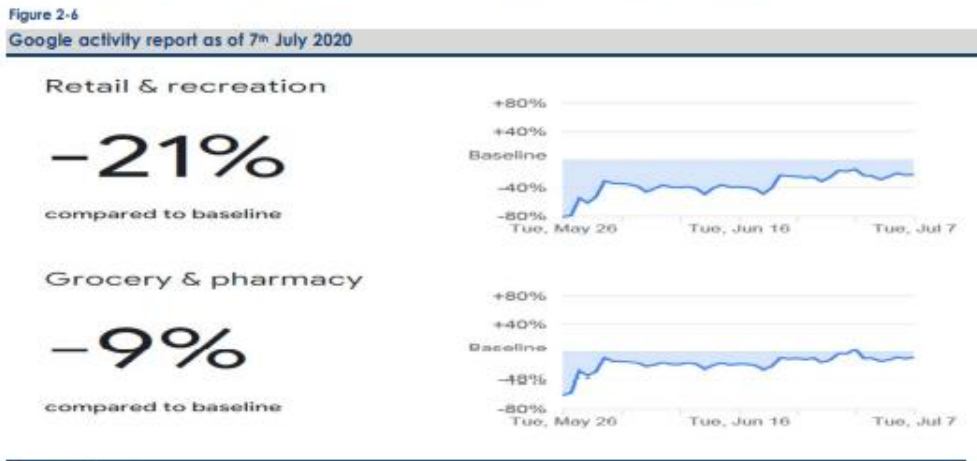 Figure 2-6
Google activity report as of 7th July 2020
Retail & recreation
-21%
compared to baseline
+80%
+40%
Baseline
-40%
-80%
Tue, May 26
Tue, Jun 16
Tue, Jul 7
Grocery & pharmacy
-9%
compared to baseline
+80%
+40%
Baseline
-40%
-80%
Tue, May 26
Tue, Jun 16
Tue, Jul 7